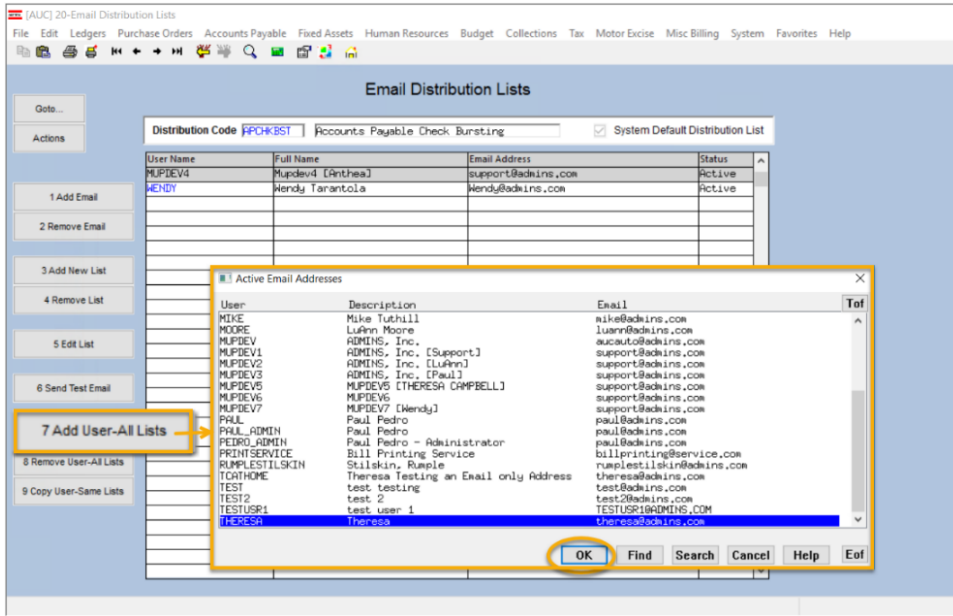 [AUC] 20-Email Distribution Lists
File Edit Ledgers Purchase Orders Accounts Payable Fixed Assets Human Resources Budget Collections Tax Motor Excise Misc Billing System Favorites Help
Email Distribution Lists
Goto...
Actions
Distribution Code APCHKBST Accounts Payable Check Bursting System Default Distribution List
User Name Full Name Email Address Status
MUPDEV4 Mupdev4 [Anthea] support@admins.com Active
WENDY Wendy Tarantola Wendy@admins.com Active
1 Add Email
2 Remove Email
3 Add New List
4 Remove List
5 Edit List
6 Send Test Email
7 Add User-All Lists
8 Remove User-All Lists
9 Copy User-Same Lists
Active Email Addresses
User Description Email Tof
MIKE Mike Tuthill mike@admins.com
MOORE LuAnn Moore luann@admins.com
MUPDEV ADMINS, Inc. aucauto@admins.com
MUPDEV1 ADMINS, Inc. [Support] support@admins.com
MUPDEV2 ADMINS, Inc. [LuAnn] support@admins.com
MUPDEV3 ADMINS, Inc. [Paul] support@admins.com
MUPDEV5 MUPDEV5 [THERESA CAMPBELL] support@admins.com
MUPDEV6 MUPDEV6 support@admins.com
MUPDEV7 MUPDEV7 [Wendy] support@admins.com
PAUL Paul Pedro paul@admins.com
PAUL_ADMIN Paul Pedro paul@admins.com
PEDRO_ADMIN Paul Pedro - Administrator paul@admins.com
PRINTSERVICE Bill Printing Service billprinting@service.com
RUMPLESTILSKIN Stilskin, Rumple rumplestilskin@admins.com
TCATHOME Theresa Testing an Email only Address theresa@admins.com
TEST test testing test@admins.com
TEST2 test 2 test2@admins.com
TESTUSR1 test user 1 TESTUSR1@ADMINS.COM
THERESA Theresa theresa@admins.com
OK Find Search Cancel Help Eof